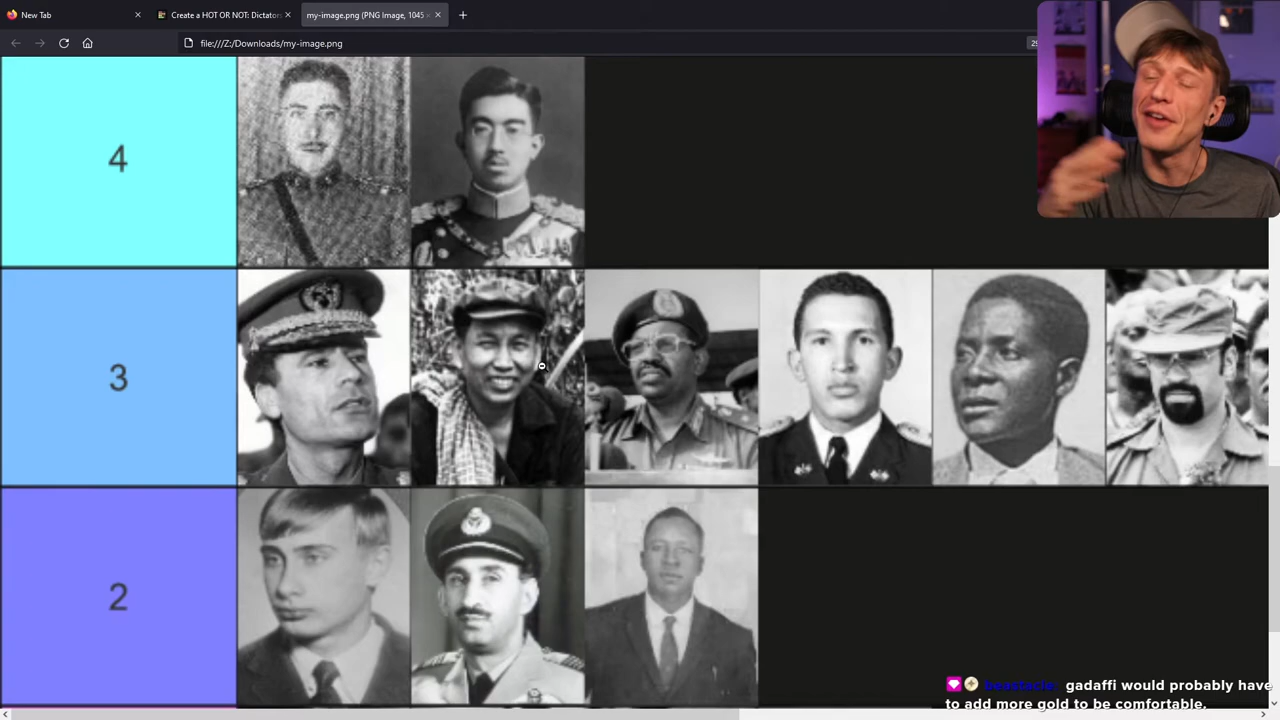 New Tab
Create a HOT OR NOT: Dictator
my-image.png (PNG Image, 1045
file:///Z:/Downloads/my-image.png
4
3
2
gadaffi would probably have
to add more gold to be comfortable.